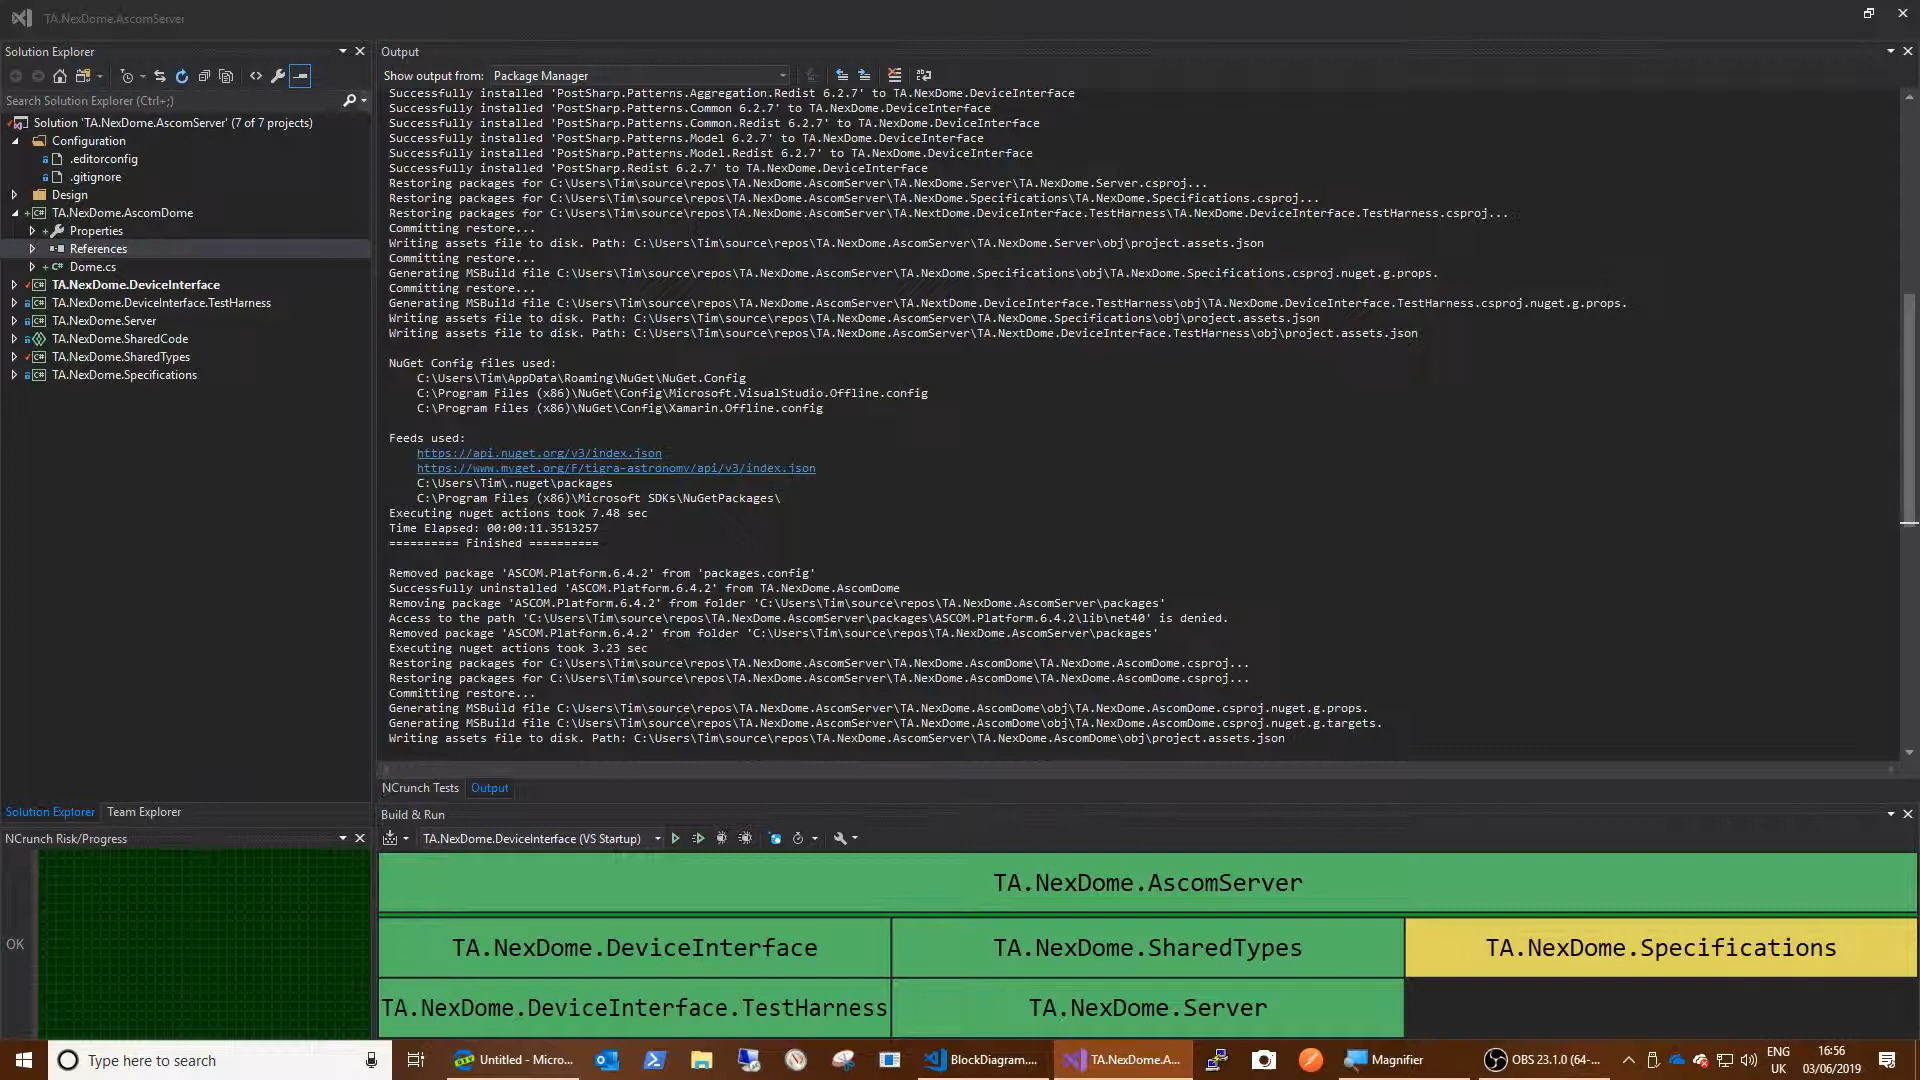 TA.NexDome.AscomServer
Solution Explorer
Search Solution Explorer (Ctrl+;)
Solution 'TA.NexDome.AscomServer' (7 of 7 projects)
Configuration
.editorconfig
.gitignore
Design
TA.NexDome.AscomDome
Properties
References
Dome.cs
TA.NexDome.DeviceInterface
TA.NexDome.DeviceInterface.TestHarness
TA.NexDome.Server
TA.NexDome.SharedCode
TA.NexDome.SharedTypes
TA.NexDome.Specifications
Solution Explorer Team Explorer
NCrunch Risk/Progress
OK
Output
Show output from: Package Manager
Successfully installed 'PostSharp.Patterns.Aggregation.Redist 6.2.7' to TA.NexDome.DeviceInterface
Successfully installed 'PostSharp.Patterns.Common 6.2.7' to TA.NexDome.DeviceInterface
Successfully installed 'PostSharp.Patterns.Common.Redist 6.2.7' to TA.NexDome.DeviceInterface
Successfully installed 'PostSharp.Patterns.Model 6.2.7' to TA.NexDome.DeviceInterface
Successfully installed 'PostSharp.Patterns.Model.Redist 6.2.7' to TA.NexDome.DeviceInterface
Successfully installed 'PostSharp.Redist 6.2.7' to TA.NexDome.DeviceInterface
Restoring packages for C:\Users\Tim\source\repos\TA.NexDome.AscomServer\TA.NexDome.Server\TA.NexDome.Server.csproj...
Restoring packages for C:\Users\Tim\source\repos\TA.NexDome.AscomServer\TA.NexDome.Specifications\TA.NexDome.Specifications.csproj...
Restoring packages for C:\Users\Tim\source\repos\TA.NexDome.AscomServer\TA.NextDome.DeviceInterface.TestHarness\TA.NexDome.DeviceInterface.TestHarness.csproj...
Committing restore...
Writing assets file to disk. Path: C:\Users\Tim\source\repos\TA.NexDome.AscomServer\TA.NexDome.Server\obj\project.assets.json
Committing restore...
Generating MSBuild file C:\Users\Tim\source\repos\TA.NexDome.AscomServer\TA.NexDome.Specifications\obj\TA.NexDome.Specifications.csproj.nuget.g.props.
Committing restore...
Generating MSBuild file C:\Users\Tim\source\repos\TA.NexDome.AscomServer\TA.NextDome.DeviceInterface.TestHarness\obj\TA.NexDome.DeviceInterface.TestHarness.csproj.nuget.g.props.
Writing assets file to disk. Path: C:\Users\Tim\source\repos\TA.NexDome.AscomServer\TA.NexDome.Specifications\obj\project.assets.json
Writing assets file to disk. Path: C:\Users\Tim\source\repos\TA.NexDome.AscomServer\TA.NextDome.DeviceInterface.TestHarness\obj\project.assets.json
NuGet Config files used:
C:\Users\Tim\AppData\Roaming\NuGet\NuGet.Config
C:\Program Files (x86)\NuGet\Config\Microsoft.VisualStudio.Offline.config
C:\Program Files (x86)\NuGet\Config\Xamarin.Offline.config
Feeds used:
https://api.nuget.org/v3/index.json
https://www.myget.org/F/tigra-astronomy/api/v3/index.json
C:\Users\Tim\.nuget\packages
C:\Program Files (x86)\Microsoft SDKs\NuGetPackages\
Executing nuget actions took 7.48 sec
Time Elapsed: 00:00:11.3513257
========== Finished ==========
Removed package 'ASCOM.Platform.6.4.2' from 'packages.config'
Successfully uninstalled 'ASCOM.Platform.6.4.2' from TA.NexDome.AscomDome
Removing package 'ASCOM.Platform.6.4.2' from folder 'C:\Users\Tim\source\repos\TA.NexDome.AscomServer\packages'
Access to the path 'C:\Users\Tim\source\repos\TA.NexDome.AscomServer\packages\ASCOM.Platform.6.4.2\lib\net40' is denied.
Removed package 'ASCOM.Platform.6.4.2' from folder 'C:\Users\Tim\source\repos\TA.NexDome.AscomServer\packages'
Executing nuget actions took 3.23 sec
Restoring packages for C:\Users\Tim\source\repos\TA.NexDome.AscomServer\TA.NexDome.AscomDome\TA.NexDome.AscomDome.csproj...
Restoring packages for C:\Users\Tim\source\repos\TA.NexDome.AscomServer\TA.NexDome.AscomDome\TA.NexDome.AscomDome.csproj...
Committing restore...
Generating MSBuild file C:\Users\Tim\source\repos\TA.NexDome.AscomServer\TA.NexDome.AscomDome\obj\TA.NexDome.AscomDome.csproj.nuget.g.props.
Generating MSBuild file C:\Users\Tim\source\repos\TA.NexDome.AscomServer\TA.NexDome.AscomDome\obj\TA.NexDome.AscomDome.csproj.nuget.g.targets.
Writing assets file to disk. Path: C:\Users\Tim\source\repos\TA.NexDome.AscomServer\TA.NexDome.AscomDome\obj\project.assets.json
NCrunch Tests Output
Build & Run
TA.NexDome.DeviceInterface (VS Startup)
TA.NexDome.AscomServer
TA.NexDome.DeviceInterface TA.NexDome.SharedTypes TA.NexDome.Specifications
TA.NexDome.DeviceInterface.TestHarness TA.NexDome.Server
Type here to search
Untitled - Micro...
BlockDiagram....
TA.NexDome.A...
Magnifier
OBS 23.1.0 (64-...
ENG
UK
16:56
03/06/2019